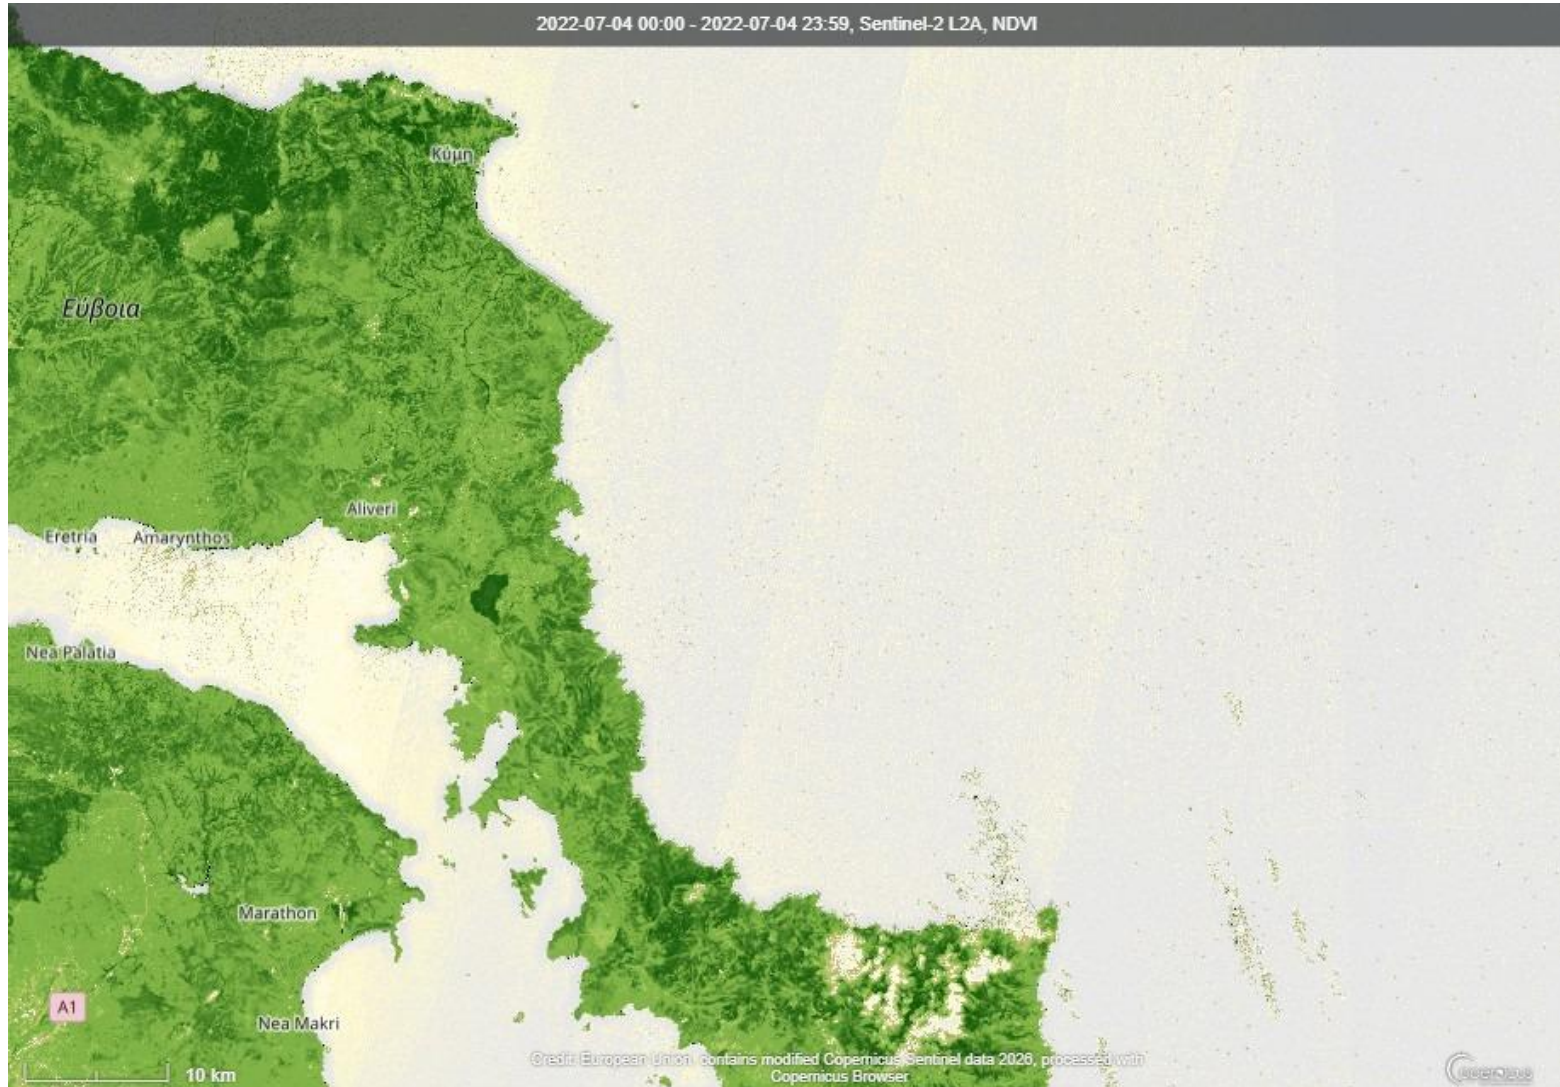 2022-07-04 00:00 - 2022-07-04 23:59, Sentinel-2 L2A, NDVI
Κύμη
Εύβοια
Aliveri
Eretria
Amarynthos
Nea Palatia
Marathon
A1
Nea Makri
Credit: European Union, contains modified Copernicus Sentinel data 2026, processed with
Copernicus Browser
10 km
opernicus